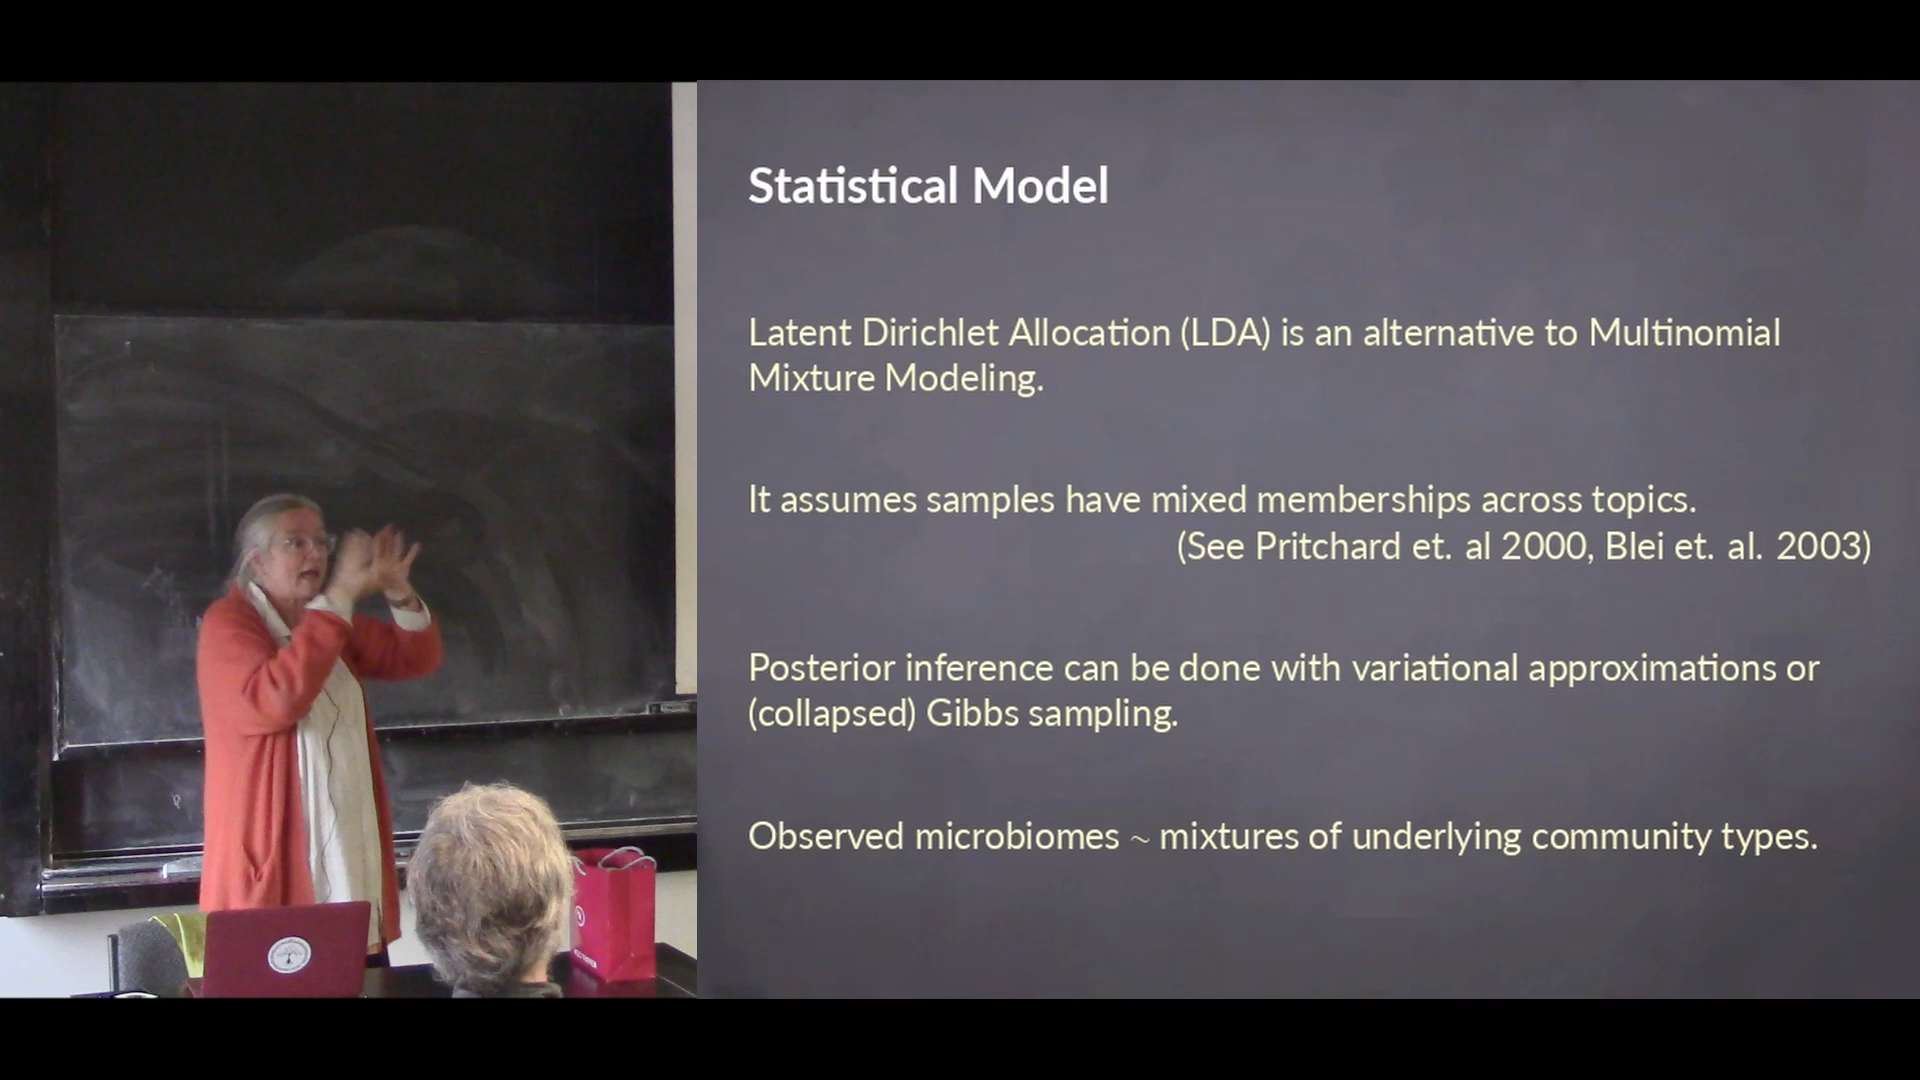 Statistical Model
Latent Dirichlet Allocation (LDA) is an alternative to Multinomial
Mixture Modeling.
It assumes samples have mixed memberships across topics.
(See Pritchard et. al 2000, Blei et. al. 2003)
Posterior inference can be done with variational approximations or
(collapsed) Gibbs sampling.
Observed microbiomes ~ mixtures of underlying community types.